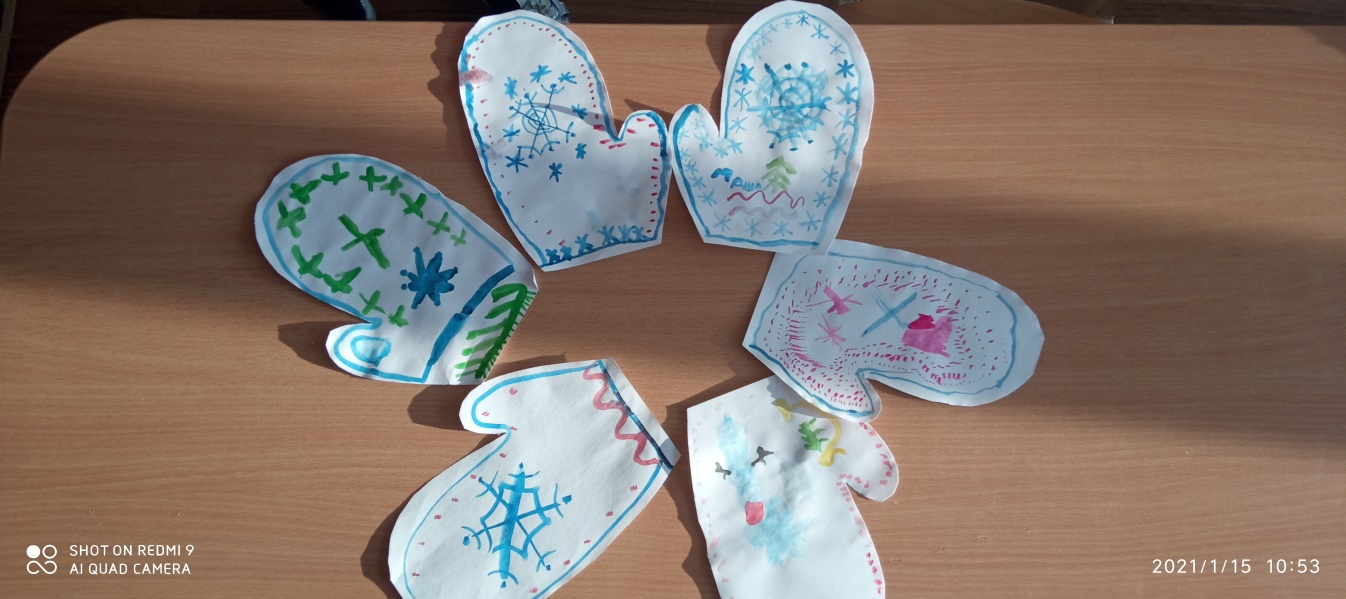 SHOT ON REDMI 9
AI QUAD CAMERA
2021/1/15 10:53